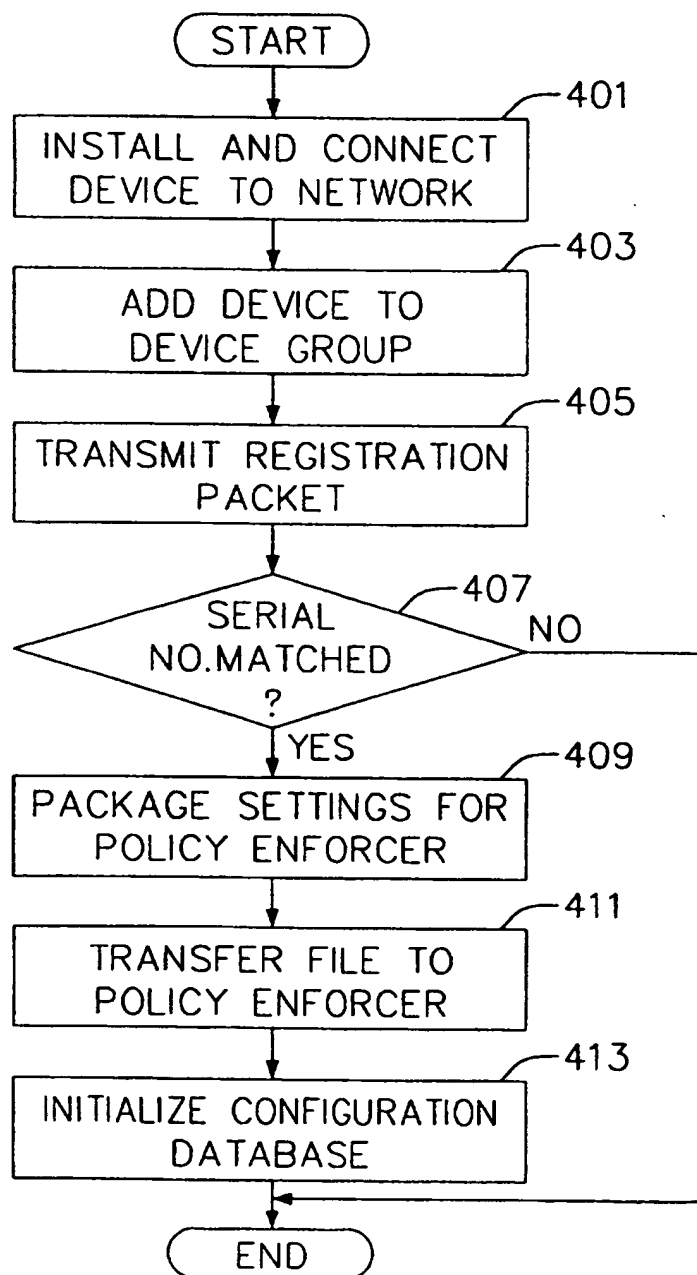 START
401
INSTALL AND CONNECT
DEVICE TO NETWORK
403
ADD DEVICE TO
DEVICE GROUP
405
TRANSMIT REGISTRATION
PACKET
407
SERIAL
NO.MATCHED
?
NO
YES
409
PACKAGE SETTINGS FOR
POLICY ENFORCER
411
TRANSFER FILE TO
POLICY ENFORCER
413
INITIALIZE CONFIGURATION
DATABASE
END